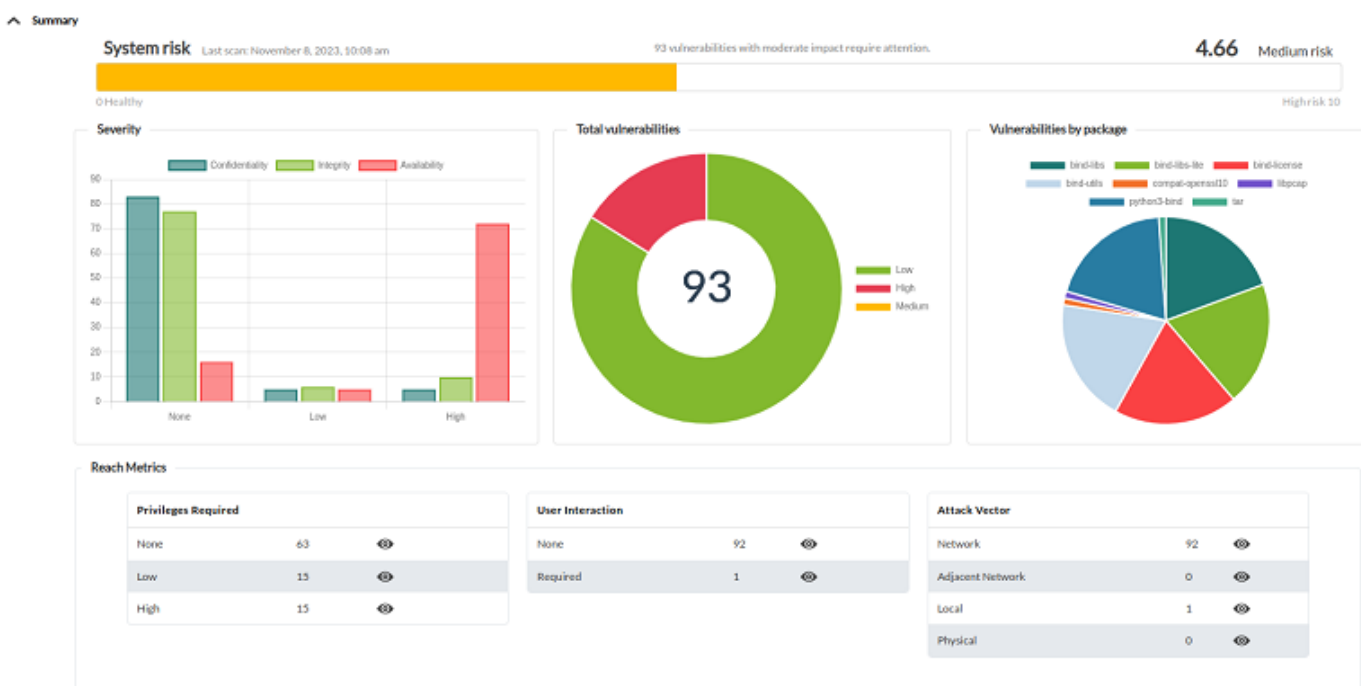 Summary
System risk Last scan: November 8, 2023, 10:08 am 93 vulnerabilities with moderate impact require attention. 4.66 Medium risk
0 Healthy High risk 10
Severity Total vulnerabilities Vulnerabilities by package
Confidentiality Integrity Availability
bind-libs bind-libs-lite bind-license
bind-utils compat-openssl10 libpcap
python3-bind tar
90
80
70
60
50
40
30
20
10
0
None Low High
93
Low
High
Medium
Reach Metrics
Privileges Required
None 63
Low 15
High 15
User Interaction
None 92
Required 1
Attack Vector
Network 92
Adjacent Network 0
Local 1
Physical 0